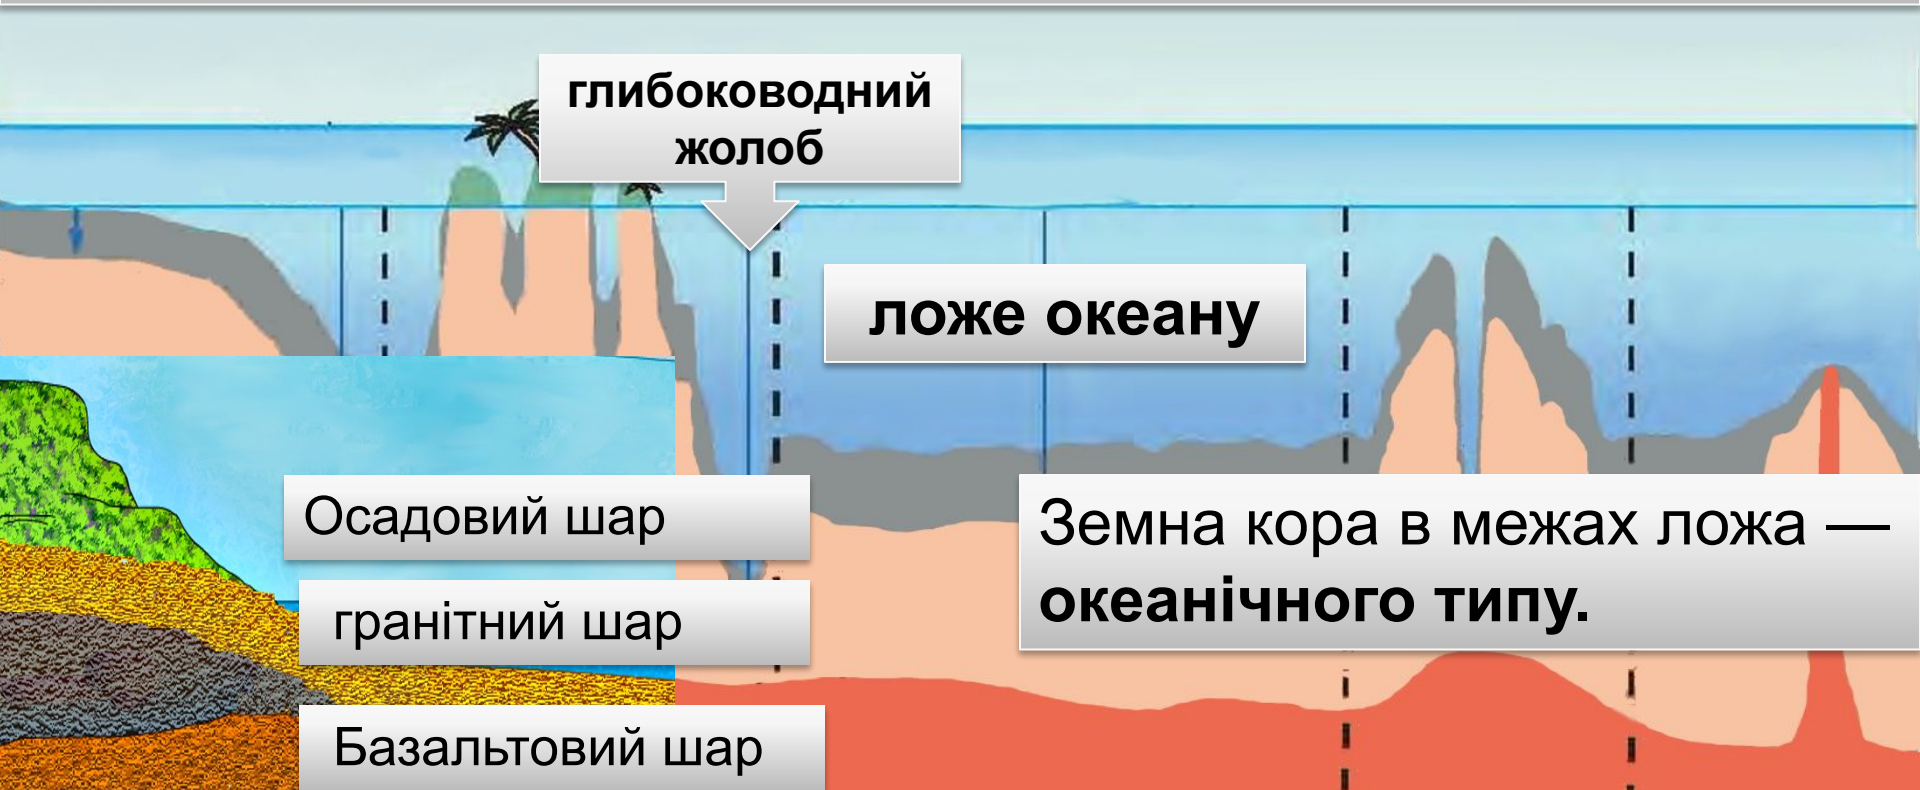 глибоководний
жолоб
ложе океану
Осадовий шар
гранітний шар
Базальтовий шар
Земна кора в межах ложа —
океанічного типу.